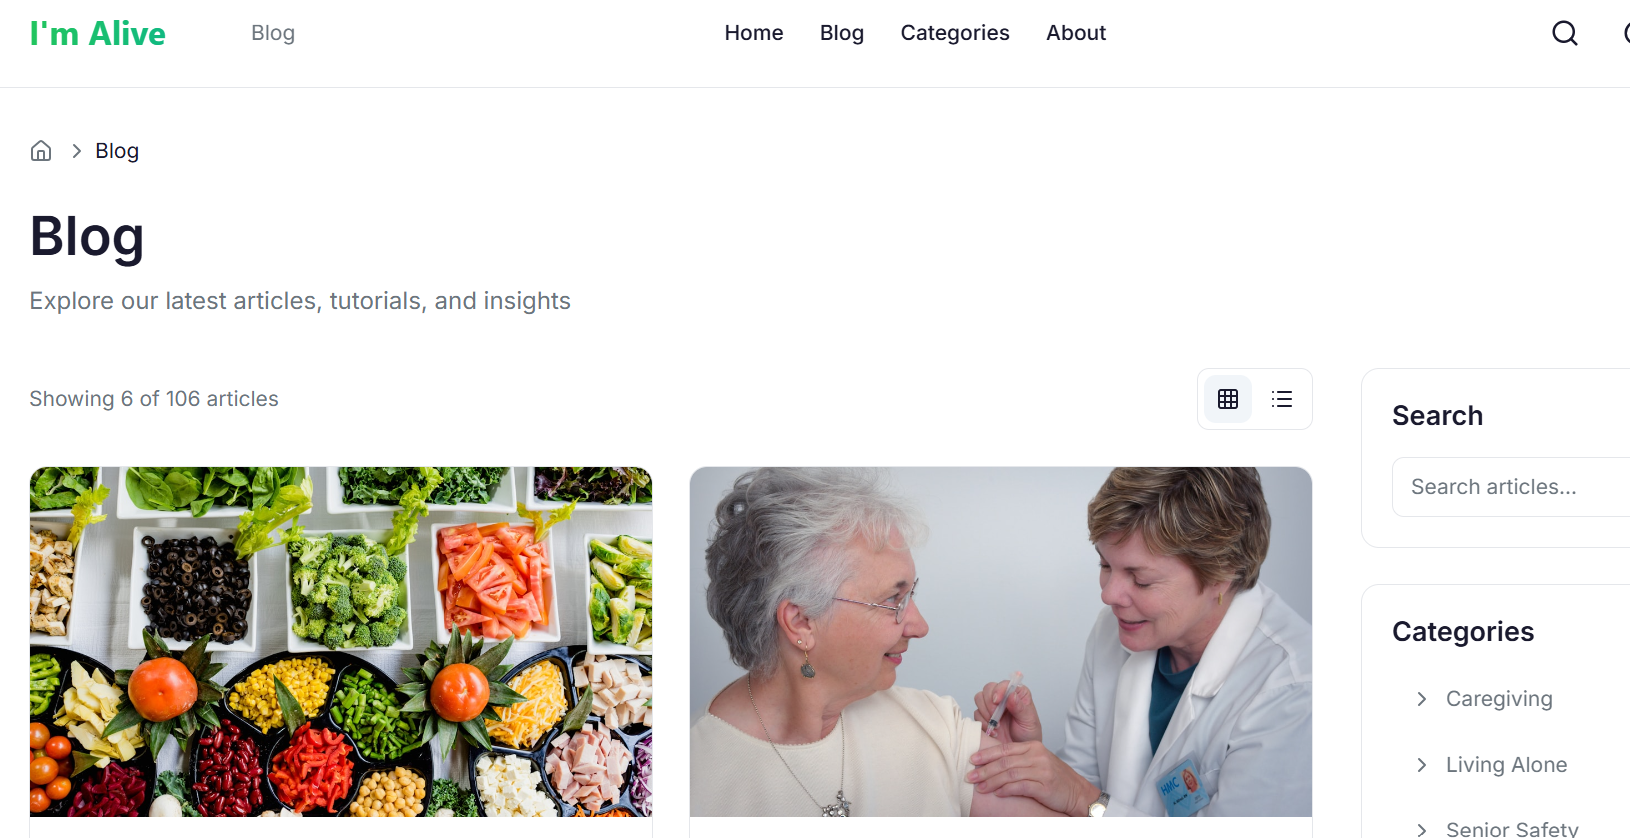 I'm Alive
Blog
Home
Blog
Categories
About
Blog
Blog
Explore our latest articles, tutorials, and insights
Showing 6 of 106 articles
Search
Search articles...
Categories
Caregiving
Living Alone
Senior Safety
HMC